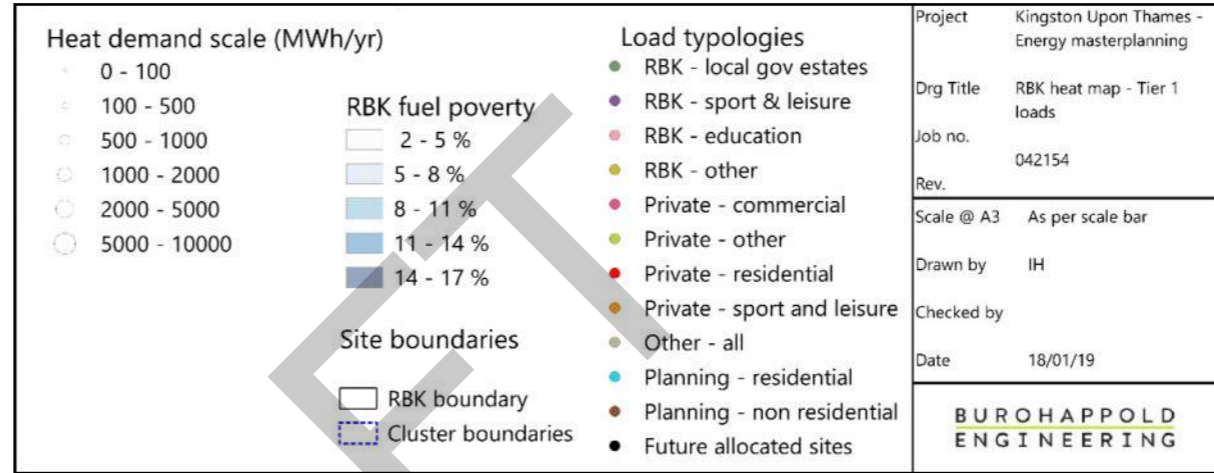 Heat demand scale (MWh/yr)
0 - 100
100 - 500
500 - 1000
1000 - 2000
2000 - 5000
5000 - 10000
RBK fuel poverty
2 - 5 %
5 - 8 %
8 - 11 %
11 - 14 %
14 - 17 %
Site boundaries
RBK boundary
Cluster boundaries
Load typologies
RBK - local gov estates
RBK - sport & leisure
RBK - education
RBK - other
Private - commercial
Private - other
Private - residential
Private - sport and leisure
Other - all
Planning - residential
Planning - non residential
Future allocated sites
Project Kingston Upon Thames -
Energy masterplanning
Drg Title RBK heat map - Tier 1
loads
Job no.
042154
Rev.
Scale @ A3 As per scale bar
Drawn by IH
Checked by
Date 18/01/19
BUROHAPPOLD
ENGINEERING